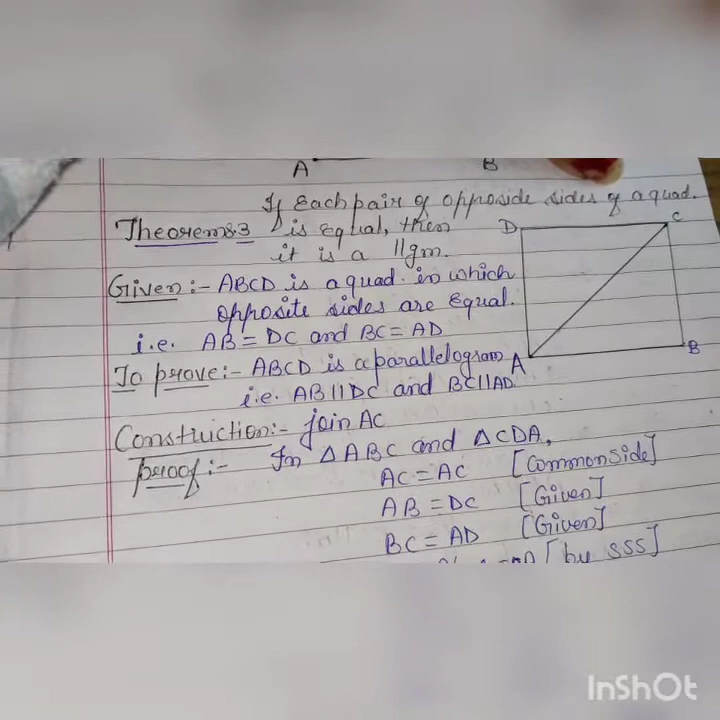 A B
If Each pair of opposide sides of a quad.
Theorem 8.3 is Equal, then
it is a ||gm.
D C
Given :- ABCD is a quad. in which
opposite sides are Equal.
i.e. AB = DC and BC = AD
To prove :- ABCD is a parallelogram
A B
i.e. AB || DC and BC || AD.
Construction :- join AC
proof :- In △ABC and △CDA,
AC = AC [Common side]
AB = DC [Given]
BC = AD [Given]
[by SSS]
InShOt